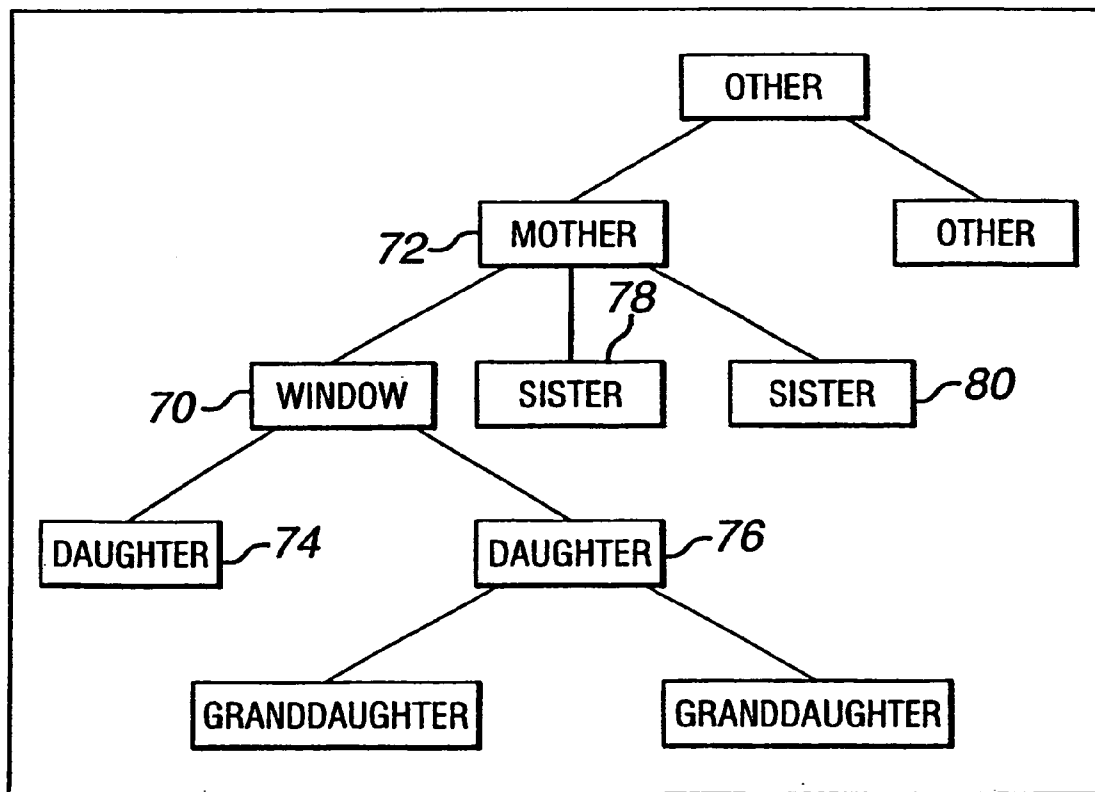 OTHER
72 MOTHER OTHER
78
70 WINDOW SISTER SISTER 80
DAUGHTER 74 DAUGHTER 76
GRANDDAUGHTER GRANDDAUGHTER